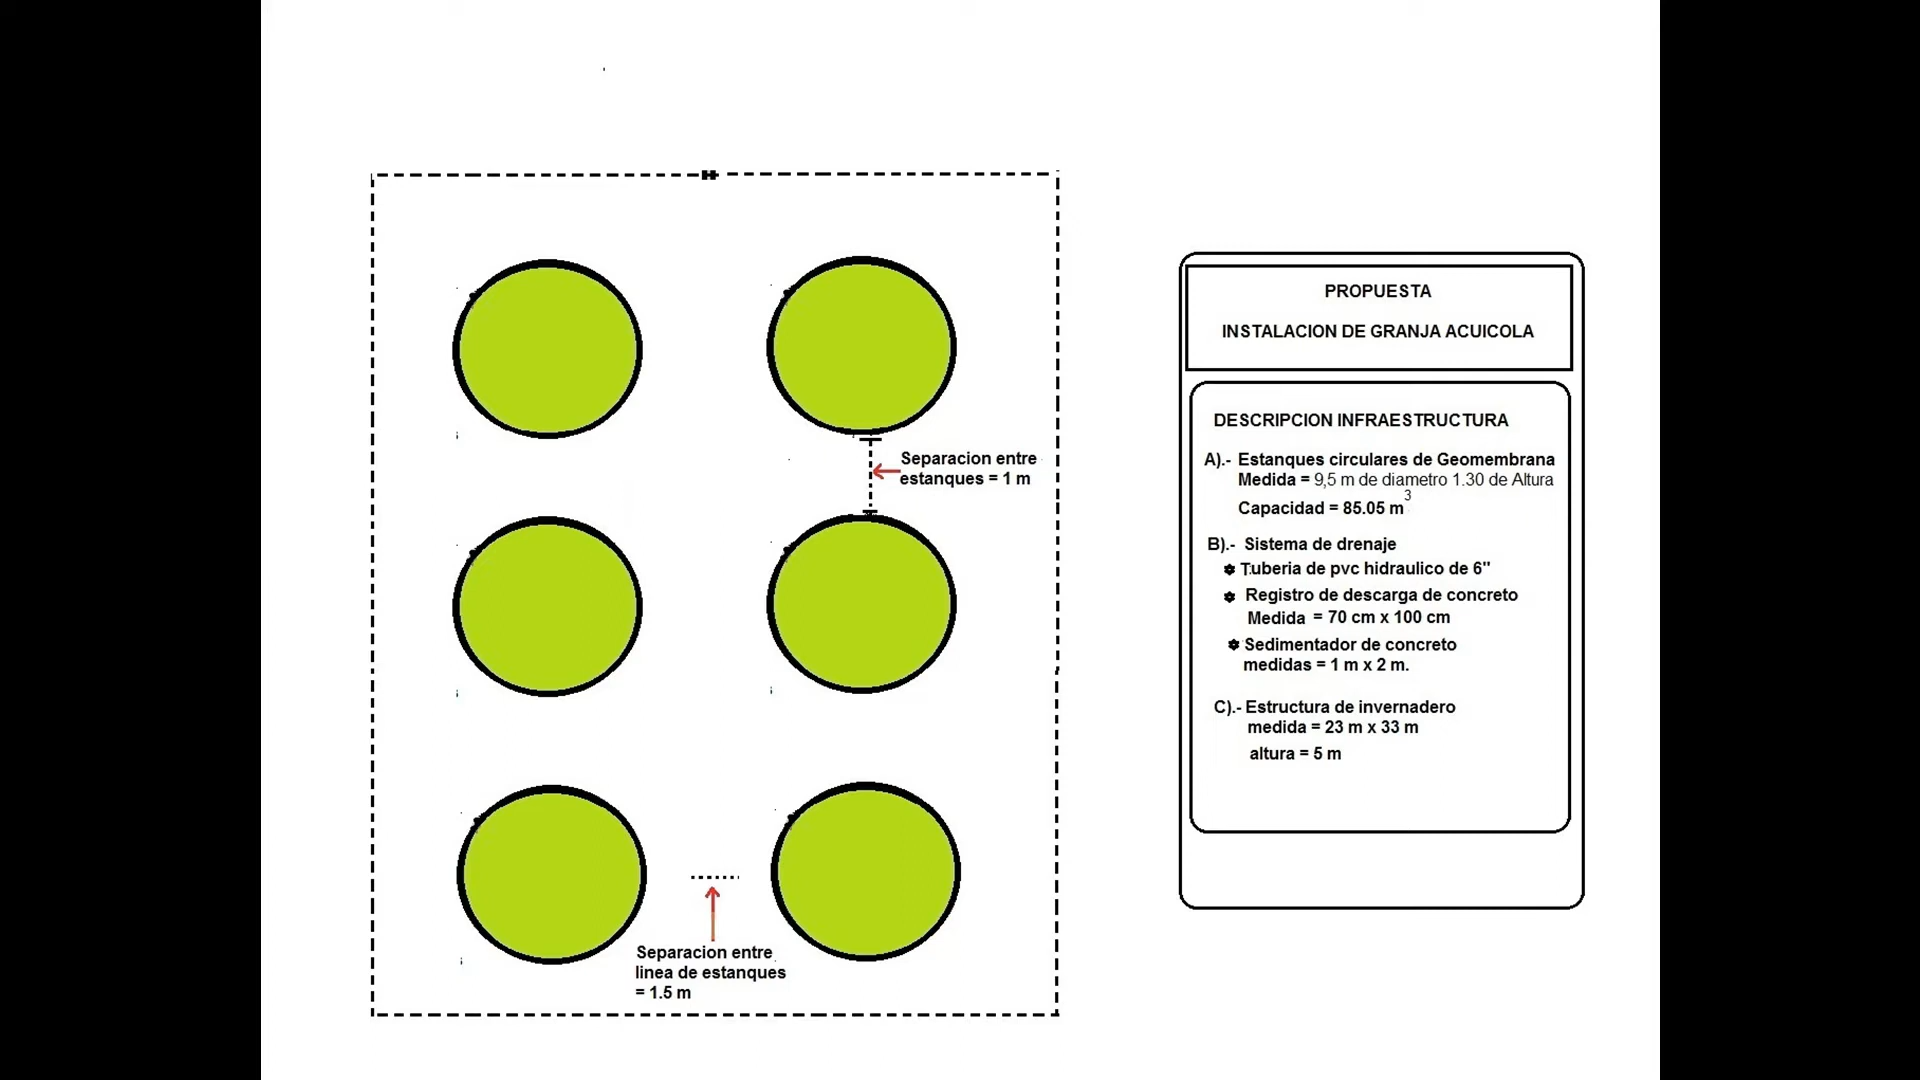 Separacion entre
estanques = 1 m
Separacion entre
linea de estanques
= 1.5 m
PROPUESTA
INSTALACION DE GRANJA ACUICOLA
DESCRIPCION INFRAESTRUCTURA
A).- Estanques circulares de Geomembrana
Medida = 9,5 m de diametro 1.30 de Altura
Capacidad = 85.05 m³
B).- Sistema de drenaje
Tuberia de pvc hidraulico de 6"
Registro de descarga de concreto
Medida = 70 cm x 100 cm
Sedimentador de concreto
medidas = 1 m x 2 m.
C).- Estructura de invernadero
medida = 23 m x 33 m
altura = 5 m